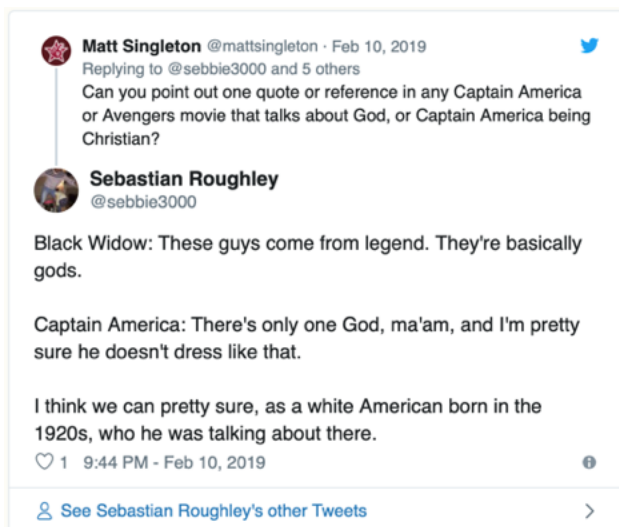 Matt Singleton @mattsingleton · Feb 10, 2019
Replying to @sebbie3000 and 5 others
Can you point out one quote or reference in any Captain America
or Avengers movie that talks about God, or Captain America being
Christian?
Sebastian Roughley
@sebbie3000
Black Widow: These guys come from legend. They're basically
gods.
Captain America: There's only one God, ma'am, and I'm pretty
sure he doesn't dress like that.
I think we can pretty sure, as a white American born in the
1920s, who he was talking about there.
1 9:44 PM - Feb 10, 2019
See Sebastian Roughley's other Tweets